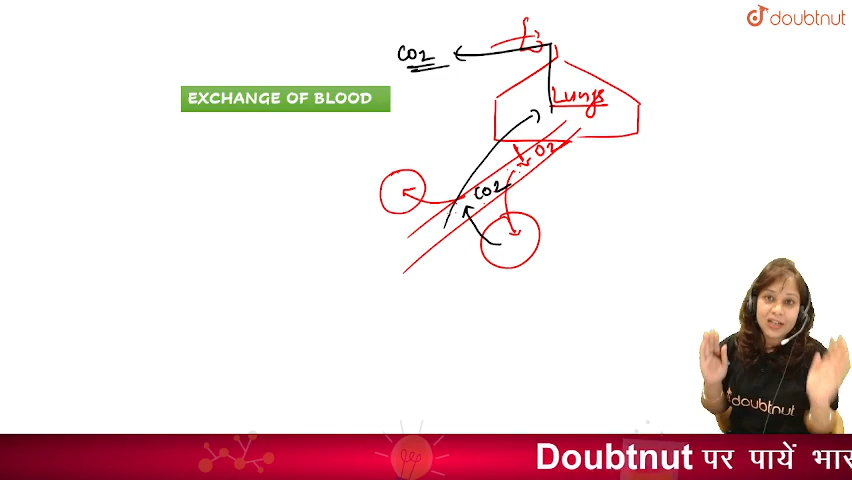 doubtnut
CO2
EXCHANGE OF BLOOD
Lungs
O2
CO2
doubtnut
Doubtnut पर पायें भार